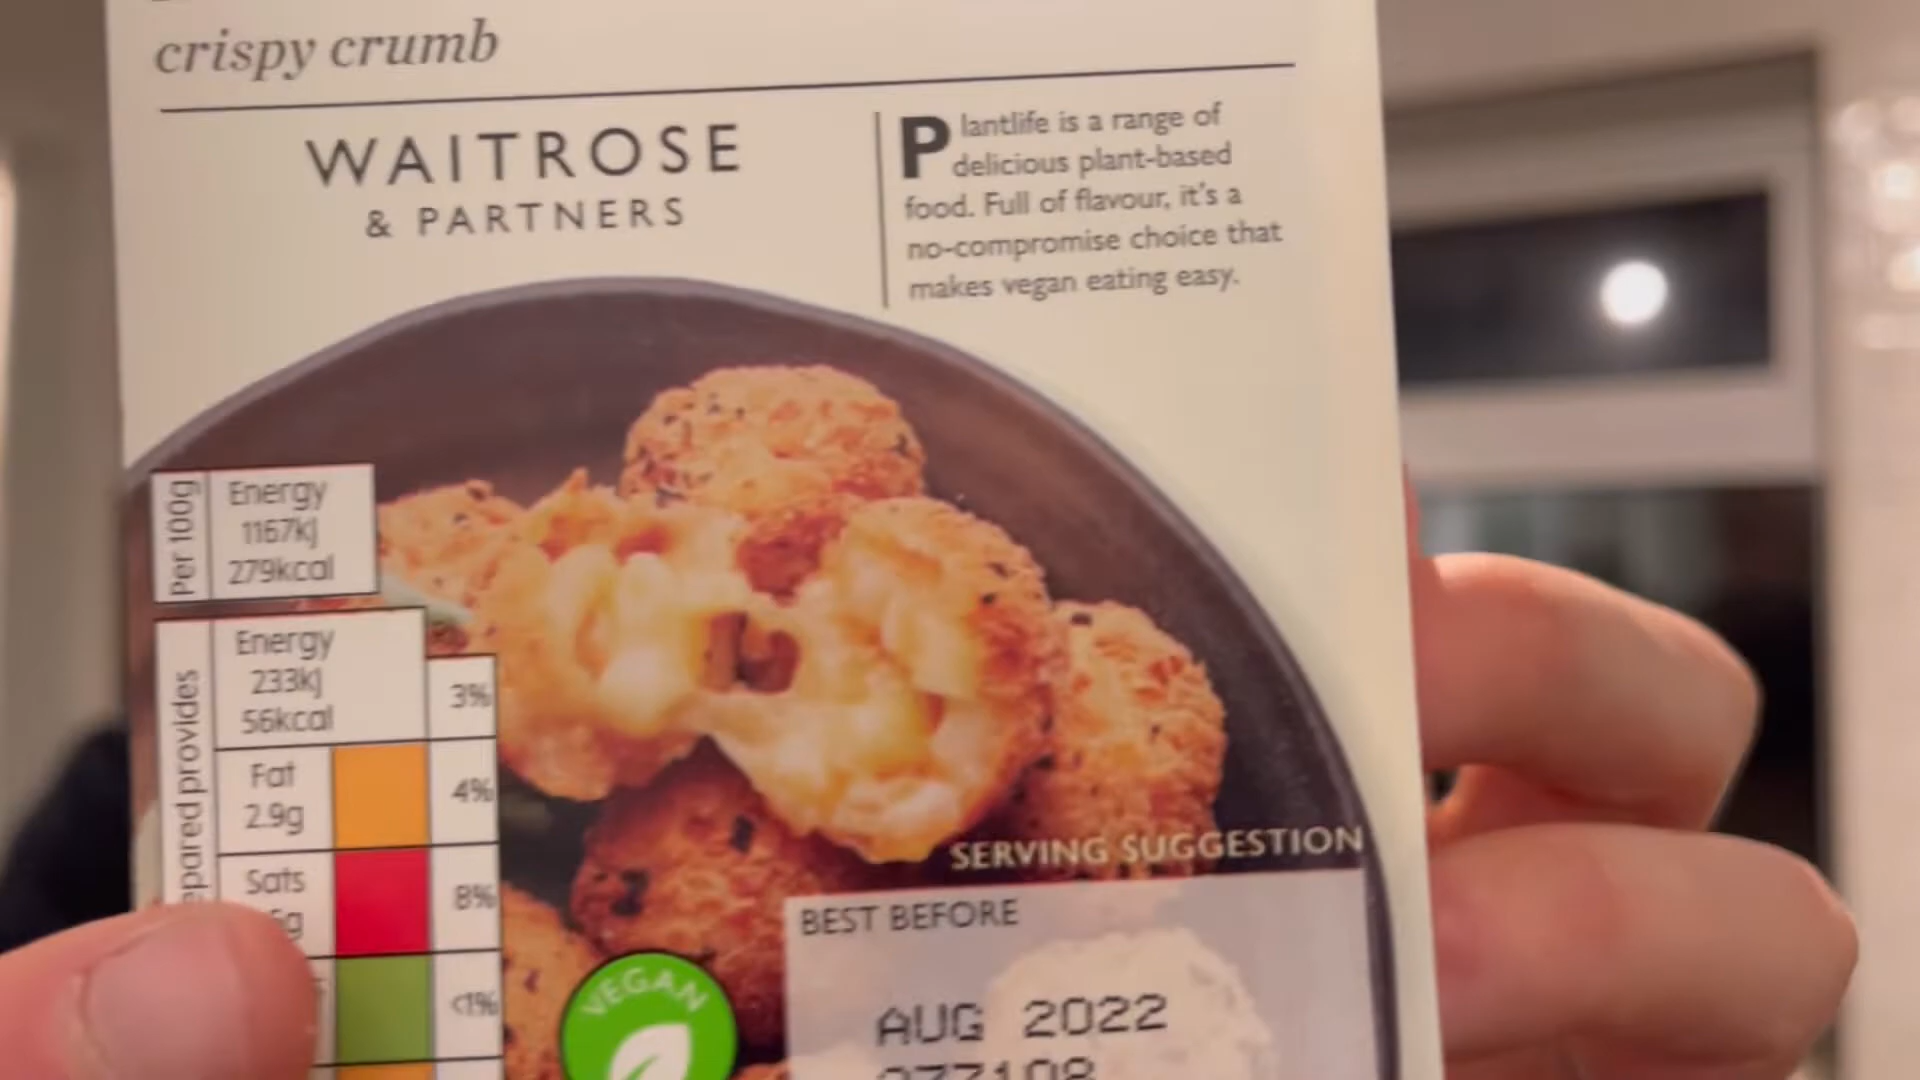 crispy crumb
WAITROSE
& PARTNERS
Plantlife is a range of
delicious plant-based
food. Full of flavour, it's a
no-compromise choice that
makes vegan eating easy.
Per 100g
Energy
1167kJ
279kcal
provides
Energy
233kJ
56kcal
3%
Fat
2.9g
4%
Sats
8%
<1%
SERVING SUGGESTION
BEST BEFORE
AUG 2022
VEGAN